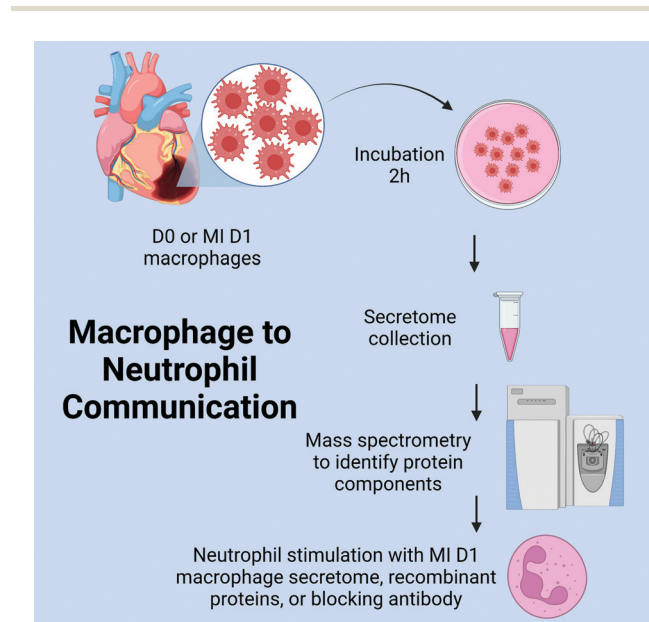 Incubation
2h
D0 or MI D1
macrophages
Macrophage to
Neutrophil
Communication
Secretome
collection
Mass spectrometry
to identify protein
components
Neutrophil stimulation with MI D1
macrophage secretome, recombinant
proteins, or blocking antibody